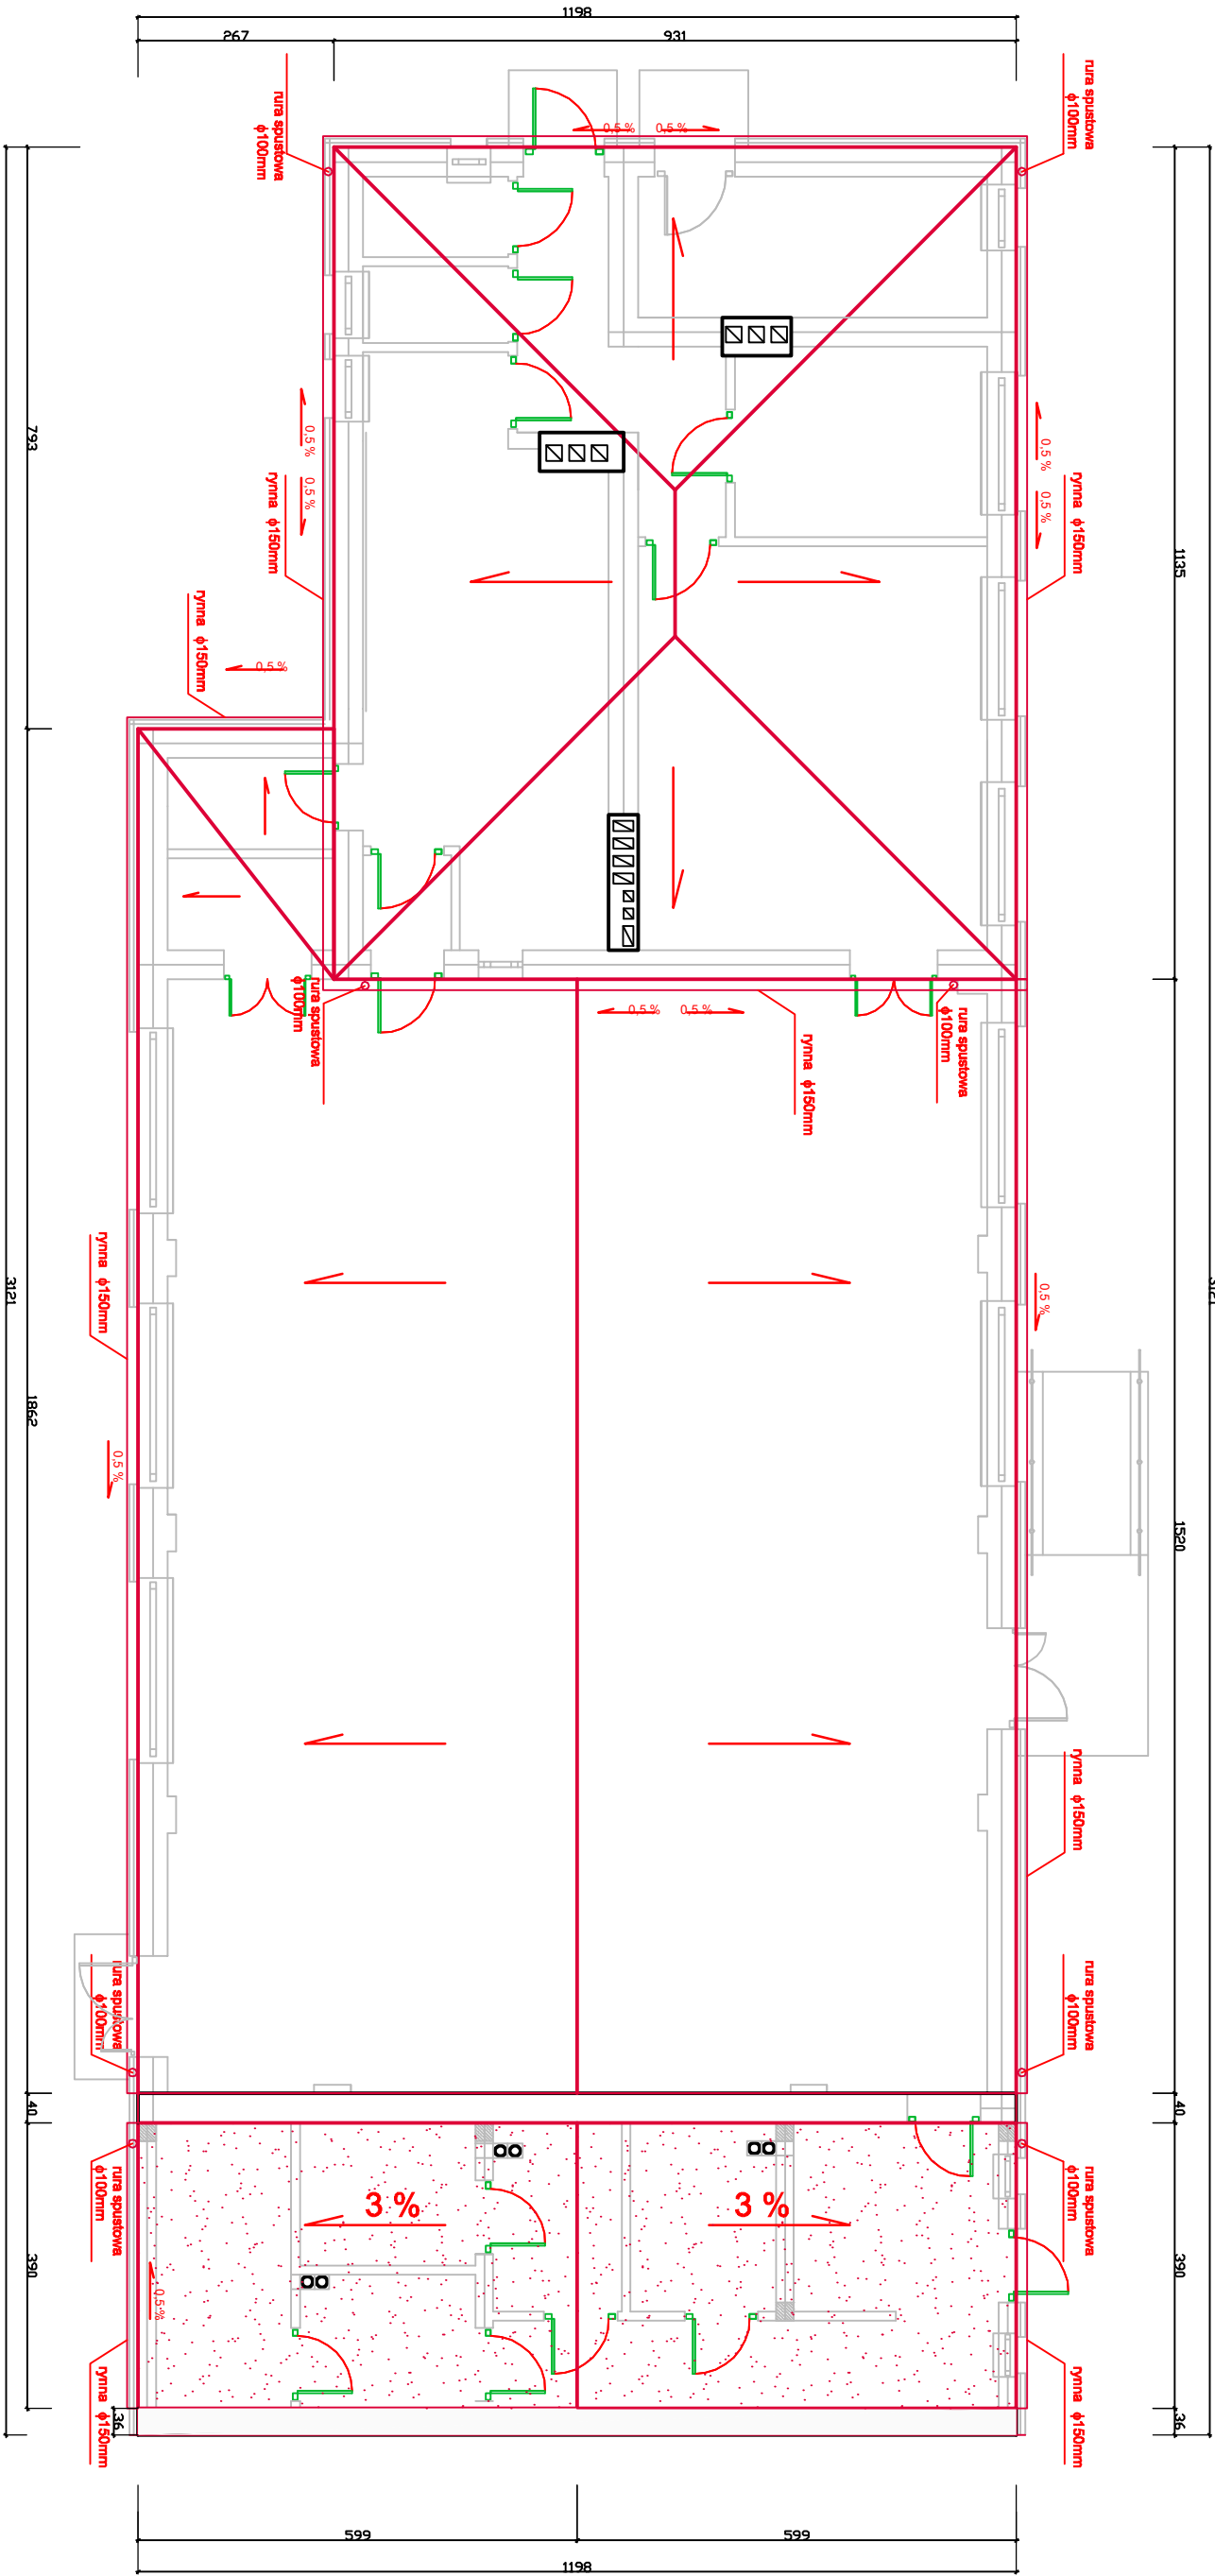 1198
267
931
rura spustowa
ϕ100mm
rura spustowa
ϕ100mm
0,5 %
0,5 %
793
0,5 %
0,5 %
rynna ϕ150mm
0,5 %
0,5 %
rynna ϕ150mm
1135
rynna ϕ150mm
0,5 %
rura spustowa
ϕ100mm
0,5 %
0,5 %
rynna ϕ150mm
rura spustowa
ϕ100mm
3121
3121
rynna ϕ150mm
0,5 %
1862
0,5 %
1520
rynna ϕ150mm
rura spustowa
ϕ100mm
rura spustowa
ϕ100mm
40
40
rura spustowa
ϕ100mm
3 %
3 %
rura spustowa
ϕ100mm
390
0,5 %
390
rynna ϕ150mm
rynna ϕ150mm
36
36
599
599
1198